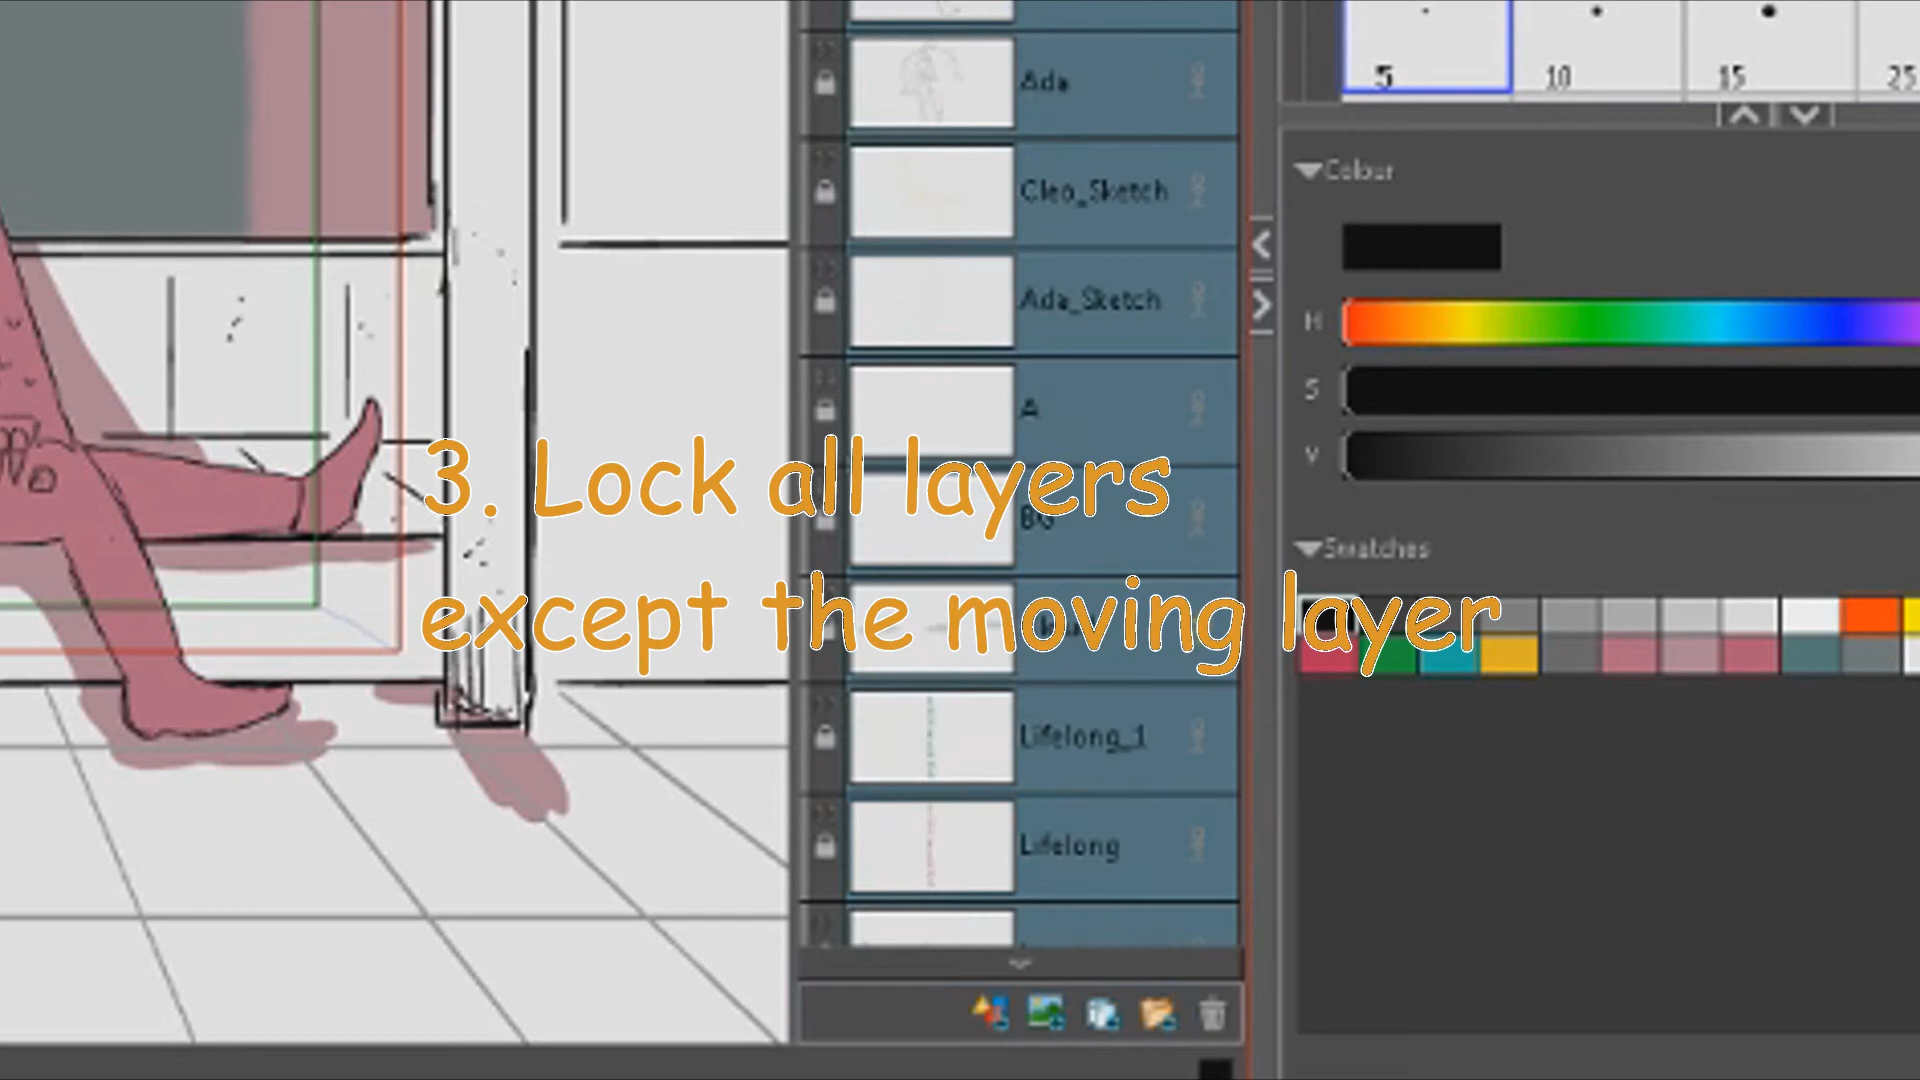 Ada
5
10
15
25
Colour
Cleo_Sketch
Ada_Sketch
H
S
A
V
3. Lock all layers
BG
Swatches
except the moving layer
Lifelong_1
Lifelong